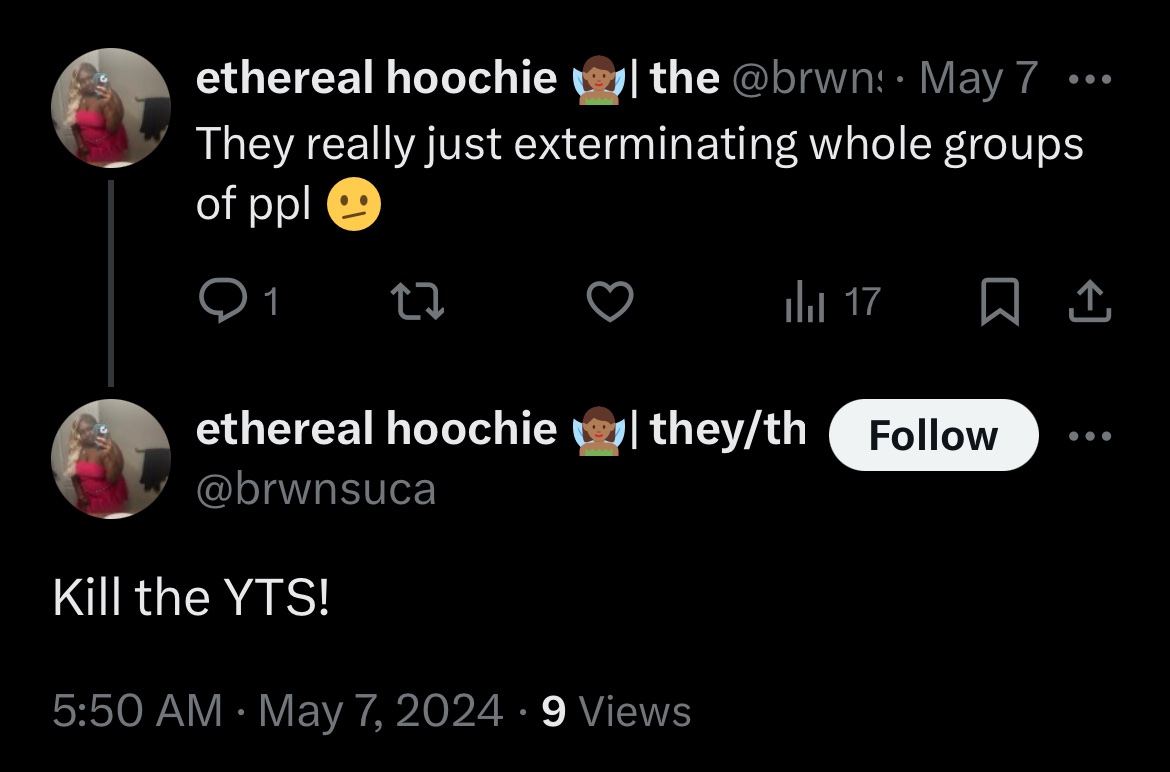 ethereal hoochie 🧚🏽| the @brwns · May 7
They really just exterminating whole groups
of ppl 🫤
1 17
ethereal hoochie 🧚🏽| they/th Follow
@brwnsuca
Kill the YTS!
5:50 AM · May 7, 2024 · 9 Views